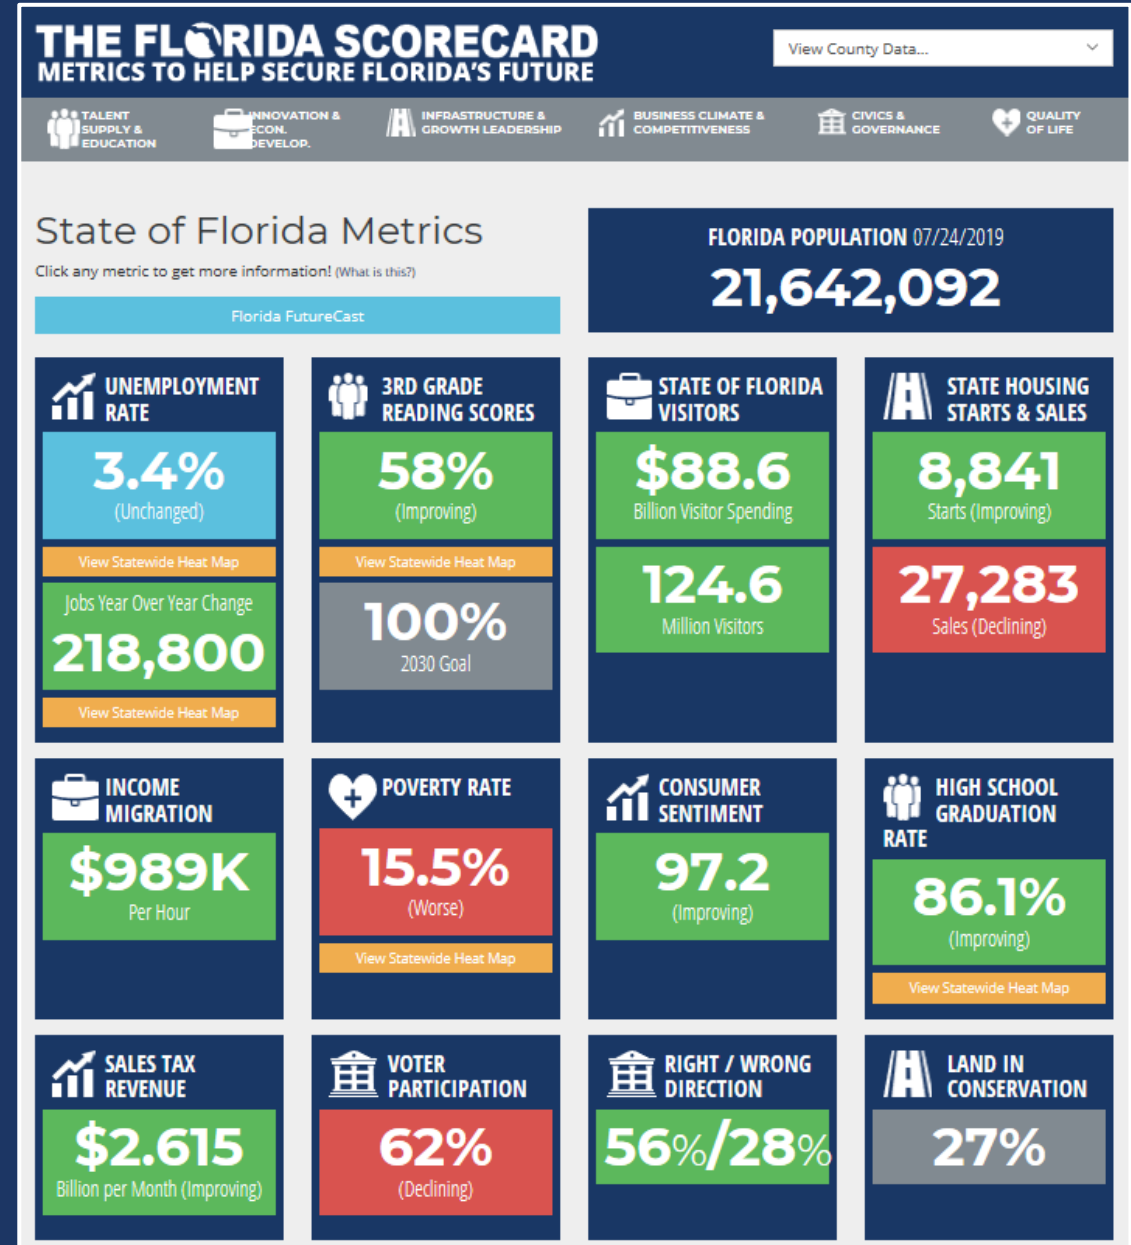 THE FLORIDA SCORECARD
METRICS TO HELP SECURE FLORIDA'S FUTURE
View County Data...
TALENT
SUPPLY &
EDUCATION
INNOVATION &
ECON.
DEVELOP.
INFRASTRUCTURE &
GROWTH LEADERSHIP
BUSINESS CLIMATE &
COMPETITIVENESS
CIVICS &
GOVERNANCE
QUALITY
OF LIFE
State of Florida Metrics
Click any metric to get more information! (What is this?)
Florida FutureCast
FLORIDA POPULATION 07/24/2019
21,642,092
UNEMPLOYMENT
RATE
3.4%
(Unchanged)
View Statewide Heat Map
Jobs Year Over Year Change
218,800
View Statewide Heat Map
3RD GRADE
READING SCORES
58%
(Improving)
View Statewide Heat Map
100%
2030 Goal
STATE OF FLORIDA
VISITORS
$88.6
Billion Visitor Spending
124.6
Million Visitors
STATE HOUSING
STARTS & SALES
8,841
Starts (Improving)
27,283
Sales (Declining)
INCOME
MIGRATION
$989K
Per Hour
POVERTY RATE
15.5%
(Worse)
View Statewide Heat Map
CONSUMER
SENTIMENT
97.2
(Improving)
HIGH SCHOOL
GRADUATION
RATE
86.1%
(Improving)
View Statewide Heat Map
SALES TAX
REVENUE
$2.615
Billion per Month (Improving)
VOTER
PARTICIPATION
62%
(Declining)
RIGHT / WRONG
DIRECTION
56%/28%
LAND IN
CONSERVATION
27%